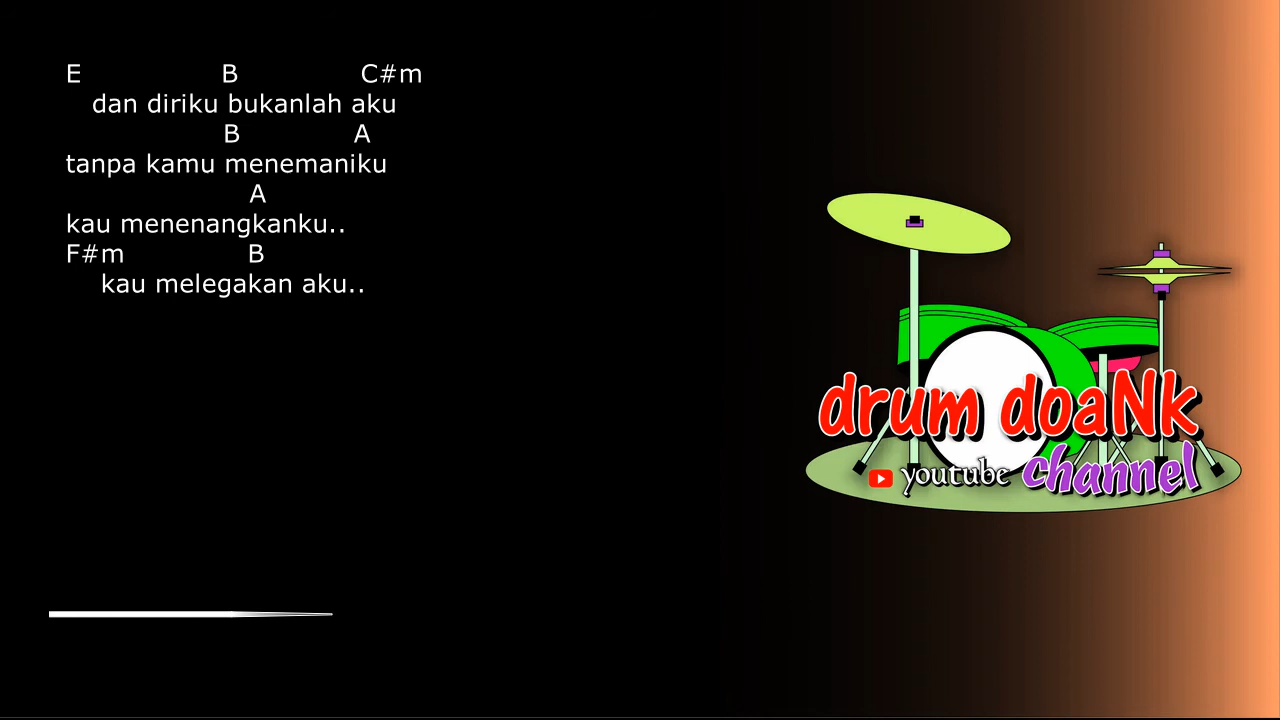 E B C#m
dan diriku bukanlah aku
B A
tanpa kamu menemaniku
A
kau menenangkanku..
F#m B
kau melegakan aku..
drum doaNk
youtube channel